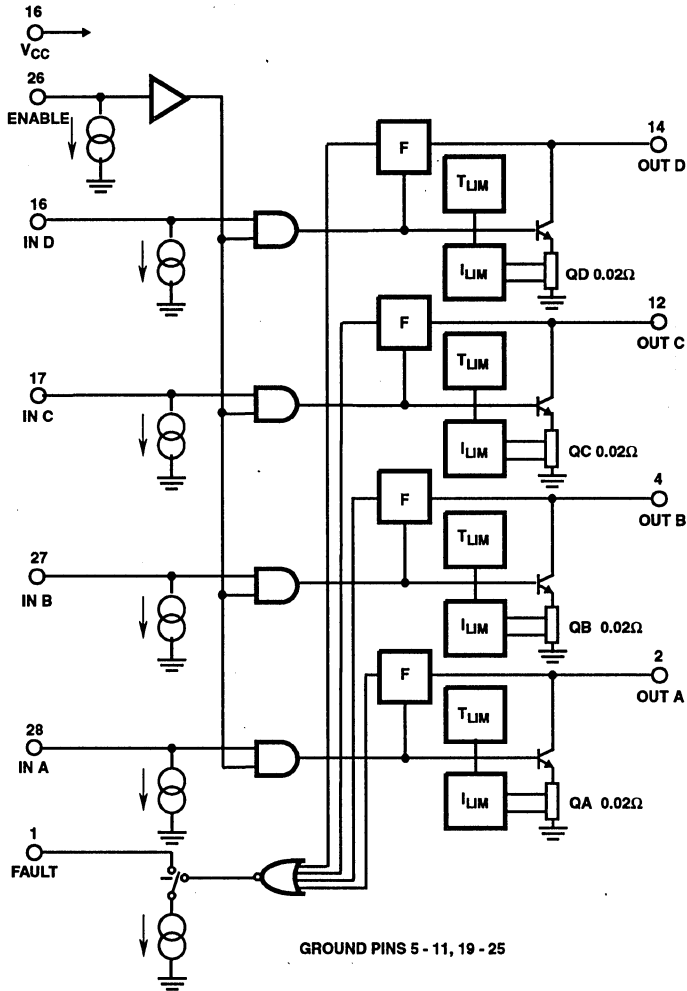 16
VCC
26
ENABLE
14
OUT D
F
TLIM
16
IN D
ILIM
QD 0.02Ω
12
OUT C
F
TLIM
17
IN C
ILIM
QC 0.02Ω
4
OUT B
F
TLIM
27
IN B
ILIM
QB 0.02Ω
2
OUT A
F
TLIM
28
IN A
ILIM
QA 0.02Ω
1
FAULT
GROUND PINS 5 - 11, 19 - 25